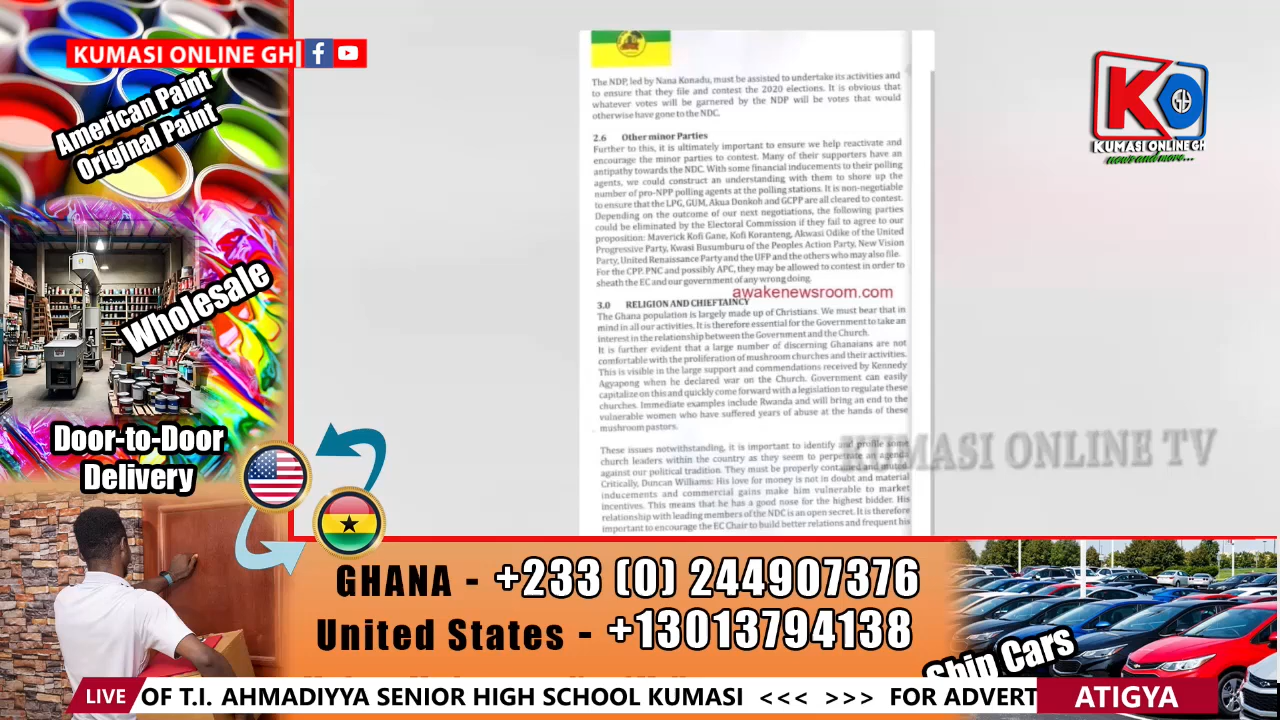 KUMASI ONLINE GH
American Paint
Original Paint
Wholesale
Door-to-Door
Delivery
The NDP, led by Nana Konadu, must be assisted to undertake its activities and
to ensure that they file and contest the 2020 elections. It is obvious that
whatever votes will be garnered by the NDP will be votes that would
otherwise have gone to the NDC.
2.6 Other minor Parties
Further to this, it is ultimately important to ensure we help reactivate and
encourage the minor parties to contest. Many of their supporters have an
antipathy towards the NDC. With some financial inducements to their polling
agents, we could construct an understanding with them to shore up the
number of pro-NPP polling agents at the polling stations. It is non-negotiable
to ensure that the LPG, GUM, Akua Donkoh and GCPP are all cleared to contest.
Depending on the outcome of our next negotiations, the following parties
could be eliminated by the Electoral Commission if they fail to agree to our
proposition: Maverick Kofi Gane, Kofi Koranteng, Akwasi Odike of the United
Progressive Party, Kwasi Busumburu of the Peoples Action Party, New Vision
Party, United Renaissance Party and the UFP and the others who may also file.
For the CPP, PNC and possibly APC, they may be allowed to contest in order to
sheath the EC and our government of any wrong doing.
awakenewsroom.com
3.0 RELIGION AND CHIEFTAINCY
The Ghana population is largely made up of Christians. We must bear that in
mind in all our activities. It is therefore essential for the Government to take an
interest in the relationship between the Government and the Church.
It is further evident that a large number of discerning Ghanaians are not
comfortable with the proliferation of mushroom churches and their activities.
This is visible in the large support and commendations received by Kennedy
Agyapong when he declared war on the Church. Government can easily
capitalize on this and quickly come forward with a legislation to regulate these
churches. Immediate examples include Rwanda and will bring an end to the
vulnerable women who have suffered years of abuse at the hands of these
mushroom pastors.
These issues notwithstanding, it is important to identify and profile some
church leaders within the country as they seem to perpetrate an agenda
against our political tradition. They must be properly contained and muted
Critically, Duncan Williams: His love for money is not in doubt and material
inducements and commercial gains make him vulnerable to market
incentives. This means that he has a good nose for the highest bidder. His
relationship with leading members of the NDC is an open secret. It is therefore
important to encourage the EC Chair to build better relations and frequent his
KO
GH
KUMASI ONLINE GH
news and more...
GHANA - +233 (0) 244907376
United States - +13013794138
Ship Cars
LIVE
OF T.I. AHMADIYYA SENIOR HIGH SCHOOL KUMASI <<< >>> FOR ADVERT
ATIGYA